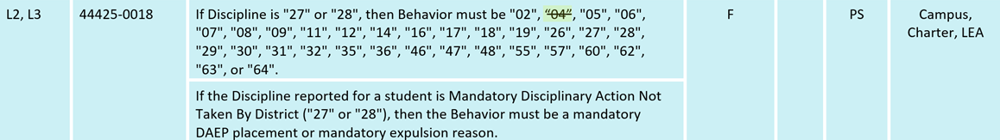 L2, L3 44425-0018 If Discipline is "27" or "28", then Behavior must be "02", “04”, "05", "06", F PS Campus,
"07", "08", "09", "11", "12", "14", "16", "17", "18", "19", "26", "27", "28", Charter, LEA
"29", "30", "31", "32", "35", "36", "46", "47", "48", "55", "57", "60", "62",
"63", or "64".
If the Discipline reported for a student is Mandatory Disciplinary Action Not
Taken By District ("27" or "28"), then the Behavior must be a mandatory
DAEP placement or mandatory expulsion reason.